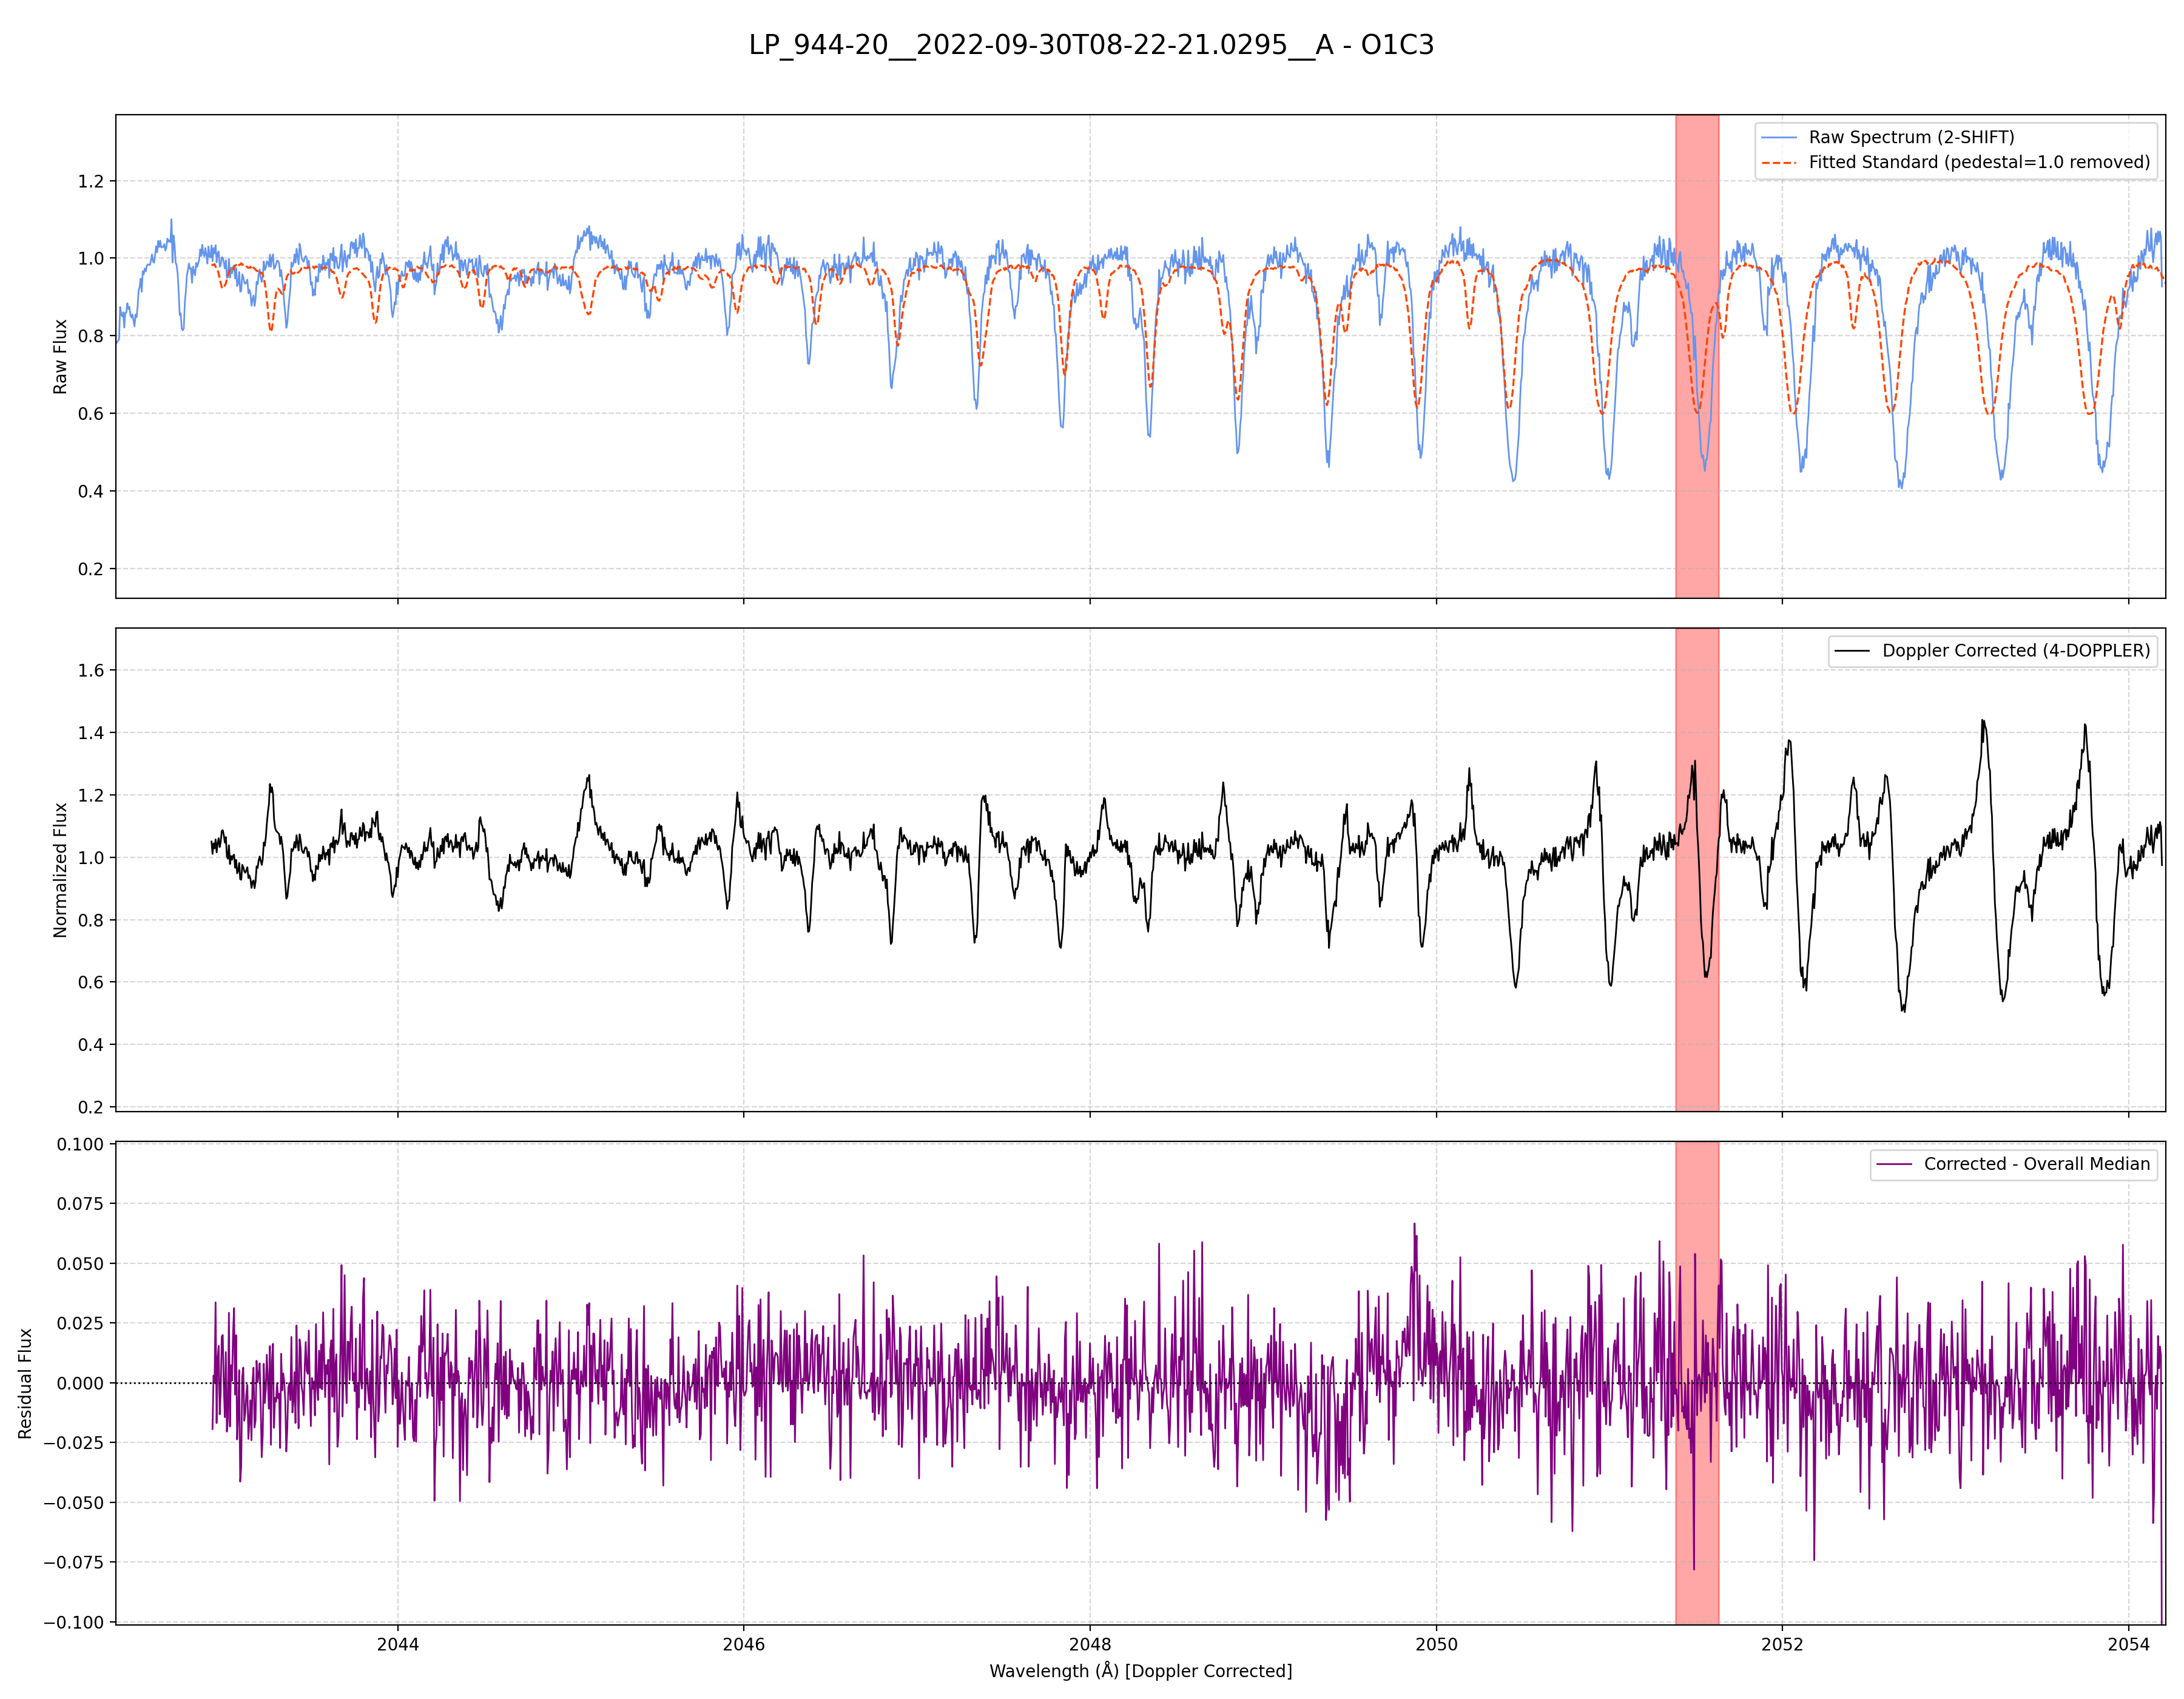 LP_944-20__2022-09-30T08-22-21.0295__A - O1C3
Raw Spectrum (2-SHIFT)
Fitted Standard (pedestal=1.0 removed)
1.2
1.0
0.8
0.6
0.4
0.2
Raw Flux
Doppler Corrected (4-DOPPLER)
1.6
1.4
1.2
1.0
0.8
0.6
0.4
0.2
Normalized Flux
Corrected - Overall Median
0.100
0.075
0.050
0.025
0.000
−0.025
−0.050
−0.075
−0.100
Residual Flux
2044 2046 2048 2050 2052 2054
Wavelength (Å) [Doppler Corrected]